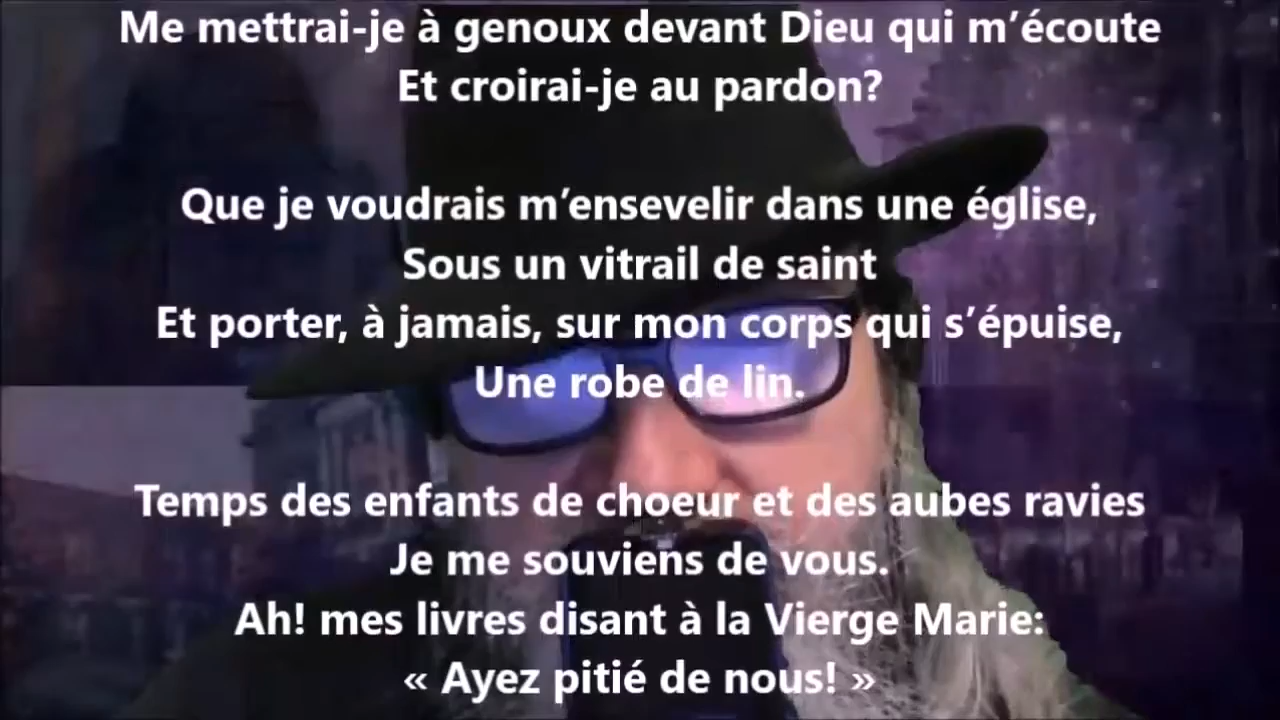 Me mettrai-je à genoux devant Dieu qui m’écoute
Et croirai-je au pardon?
Que je voudrais m’ensevelir dans une église,
Sous un vitrail de saint
Et porter, à jamais, sur mon corps qui s’épuise,
Une robe de lin.
Temps des enfants de choeur et des aubes ravies
Je me souviens de vous.
Ah! mes livres disant à la Vierge Marie:
« Ayez pitié de nous! »